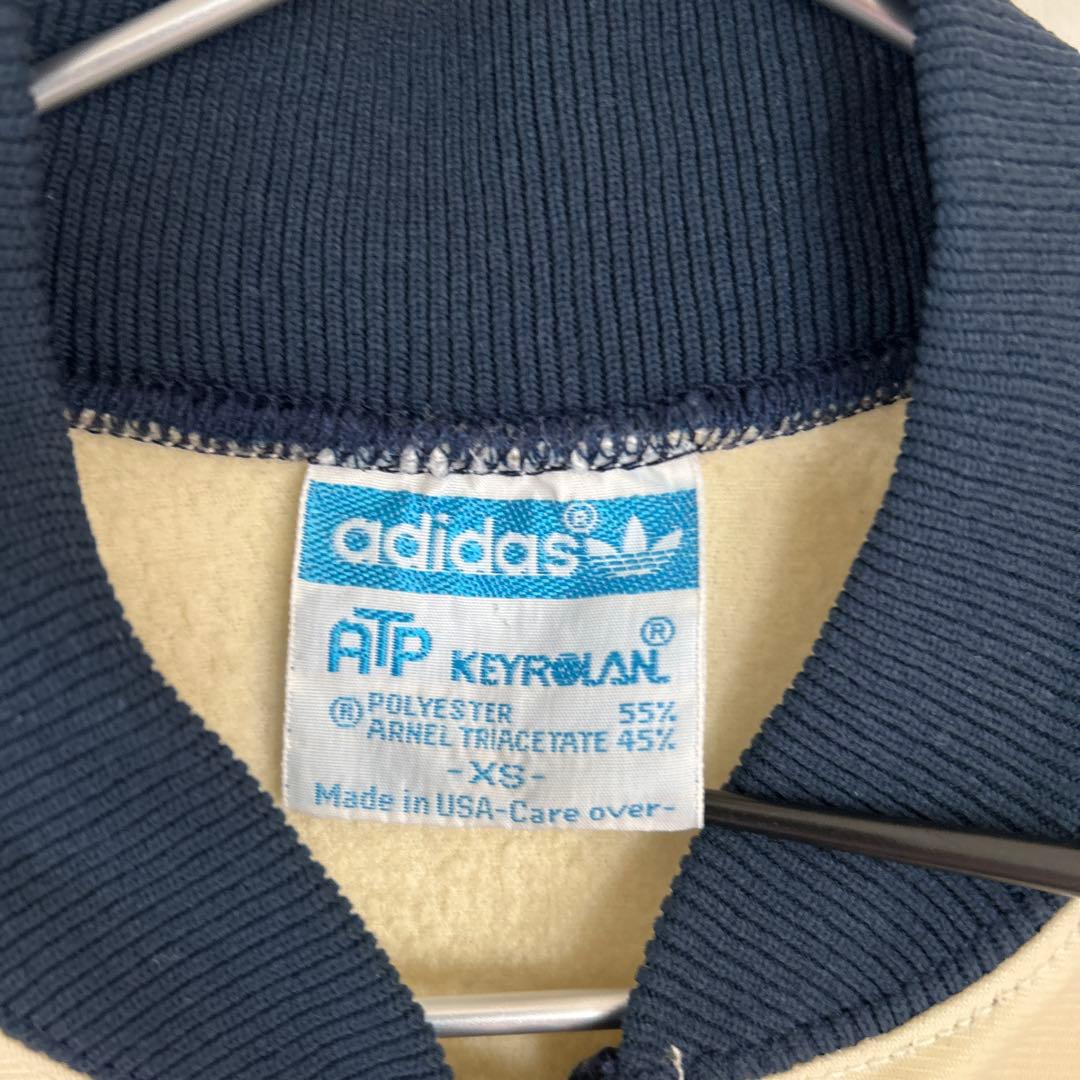 adidas®
ATP KEYROLAN®
® POLYESTER 55%
ARNEL TRIACETATE 45%
-XS-
Made in USA-Care over-